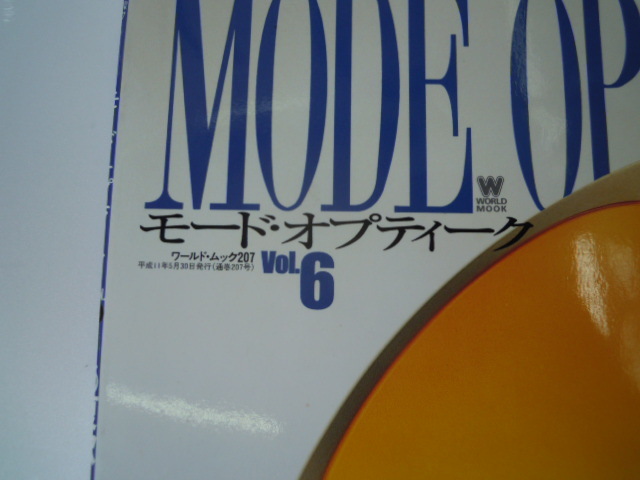 MODE OP
W
WORLD
MOOK
モード・オプティーク
ワールド・ムック207
平成11年5月30日発行(通巻207号)
VOL.6